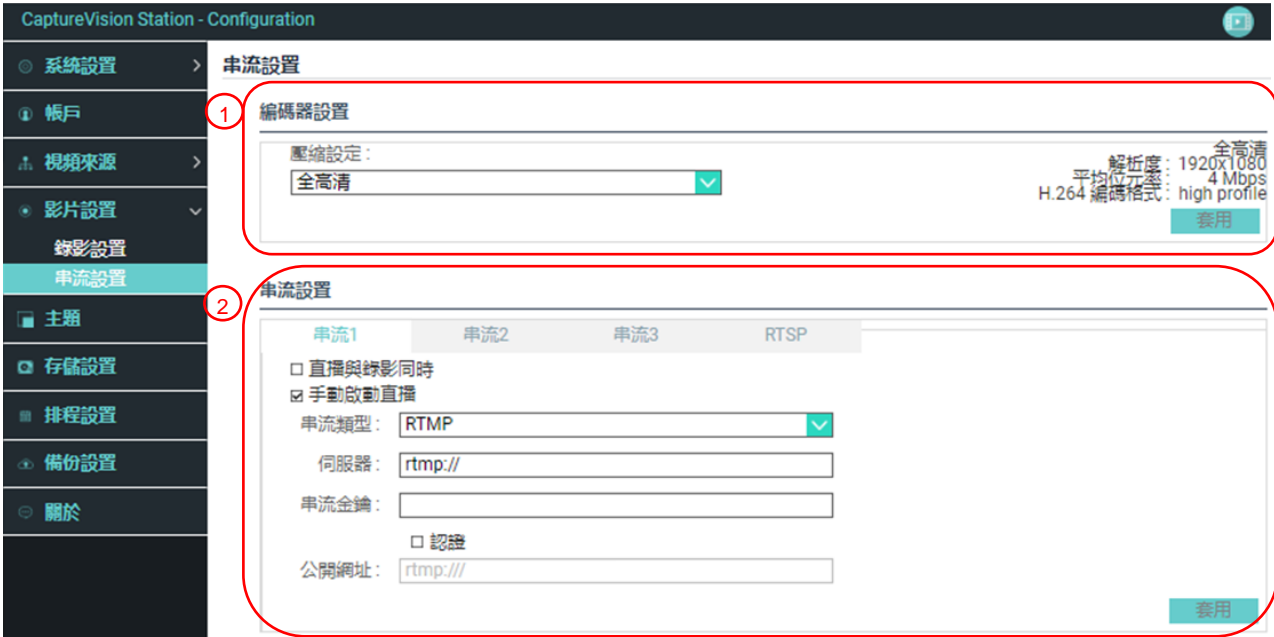 CaptureVision Station - Configuration
系統設置
帳戶
視頻來源
影片設置
錄影設置
串流設置
主題
存儲設置
排程設置
備份設置
關於
串流設置
1
編碼器設置
壓縮設定 :
全高清
全高清
解析度 : 1920x1080
平均位元率 : 4 Mbps
H.264 編碼格式 : high profile
套用
2
串流設置
串流1 串流2 串流3 RTSP
直播與錄影同時
手動啟動直播
串流類型 : RTMP
伺服器 : rtmp://
串流金鑰 :
認證
公開網址 : rtmp:///
套用